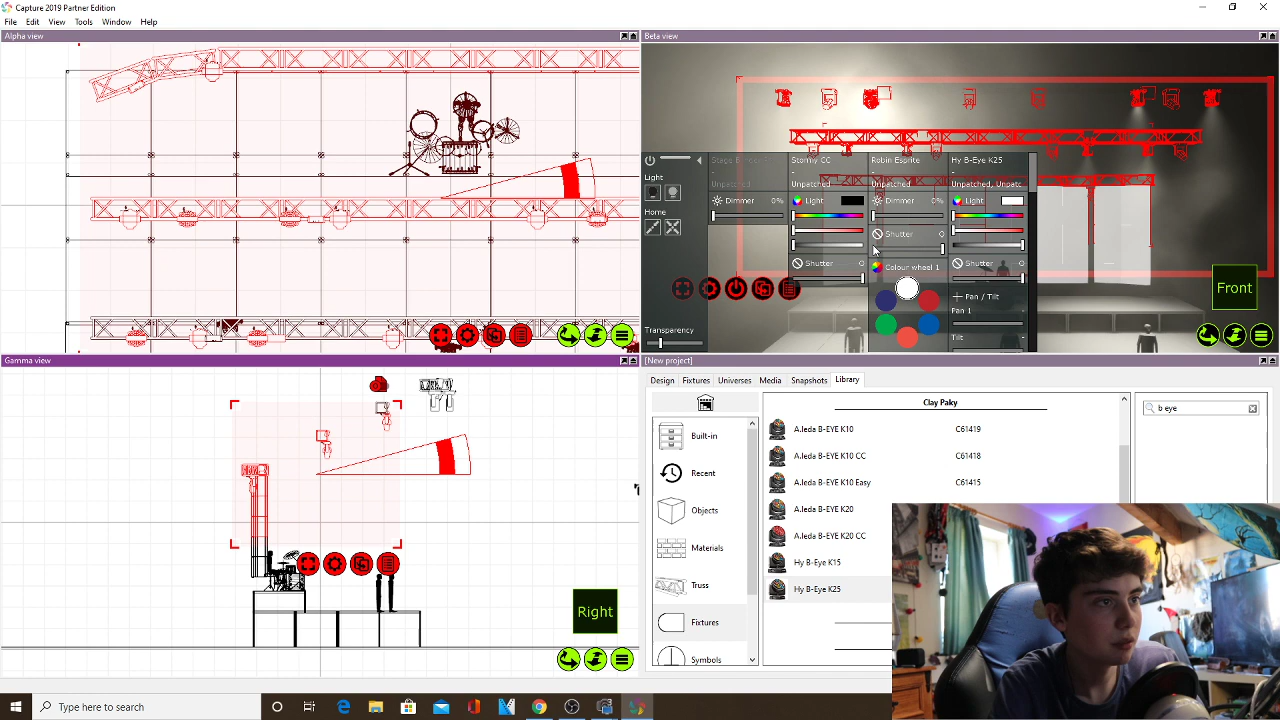 Capture 2019 Partner Edition
File Edit View Tools Window Help
Alpha view
Beta view
Light
Home
Transparency
Dimmer 0%
Stormy CC
-
Unpatched
Light
Shutter
Robin Esprite
-
Unpatched
Dimmer 0%
Shutter
Colour wheel 1
Hy B-Eye K25
-
Unpatched, Unpatc
Light
Shutter
Pan / Tilt
Pan 1
Tilt
Front
Gamma view
Right
[New project]
Design Fixtures Universes Media Snapshots Library
Built-in
Recent
Objects
Materials
Truss
Fixtures
Symbols
Clay Paky
A.leda B-EYE K10 C61419
A.leda B-EYE K10 CC C61418
A.leda B-EYE K10 Easy C61415
A.leda B-EYE K20
A.leda B-EYE K20 CC
Hy B-Eye K15
Hy B-Eye K25
b eye
Type here to search